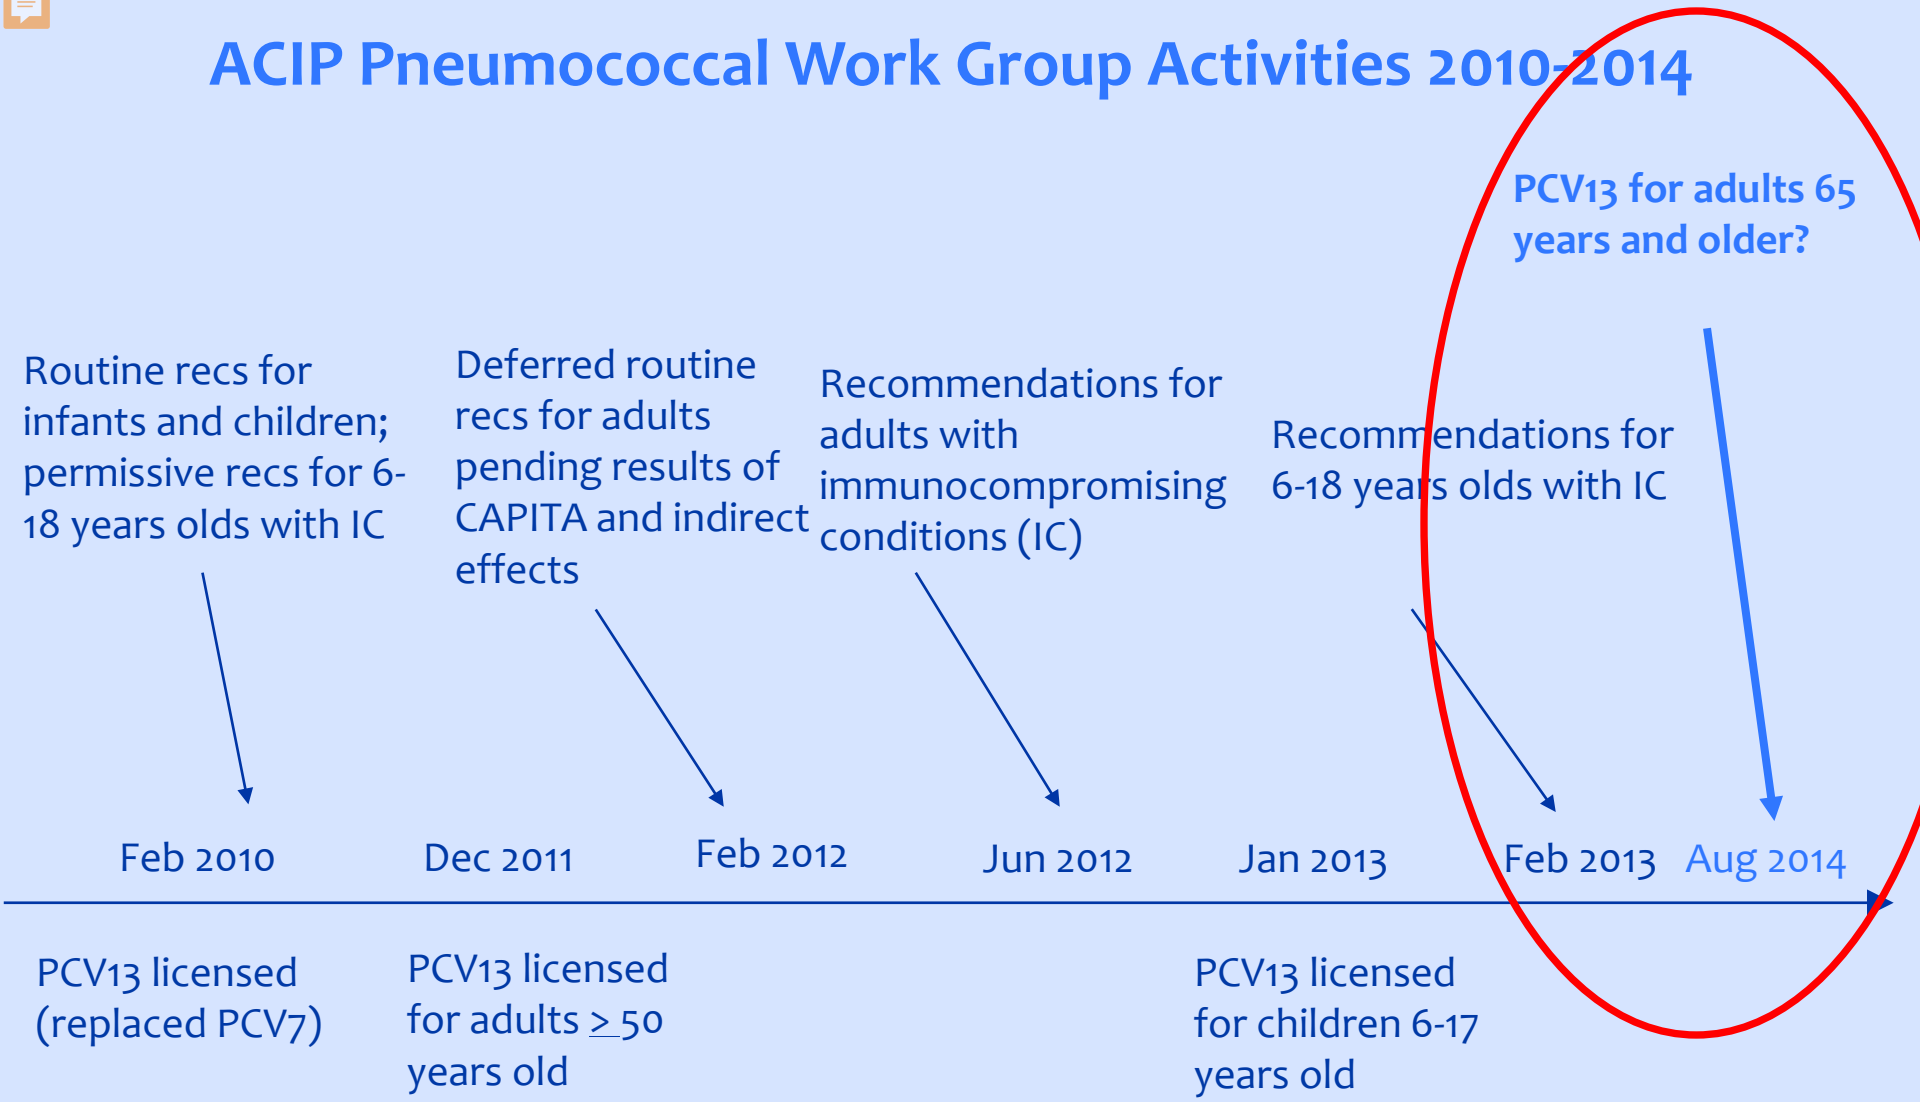 ACIP Pneumococcal Work Group Activities 2010-2014
PCV13 for adults 65
years and older?
Routine recs for
infants and children;
permissive recs for 6-
18 years olds with IC
Deferred routine
recs for adults
pending results of
CAPITA and indirect
effects
Recommendations for
adults with
immunocompromising
conditions (IC)
Recommendations for
6-18 years olds with IC
Feb 2010
Dec 2011
Feb 2012
Jun 2012
Jan 2013
Feb 2013
Aug 2014
PCV13 licensed
(replaced PCV7)
PCV13 licensed
for adults > 50
years old
PCV13 licensed
for children 6-17
years old